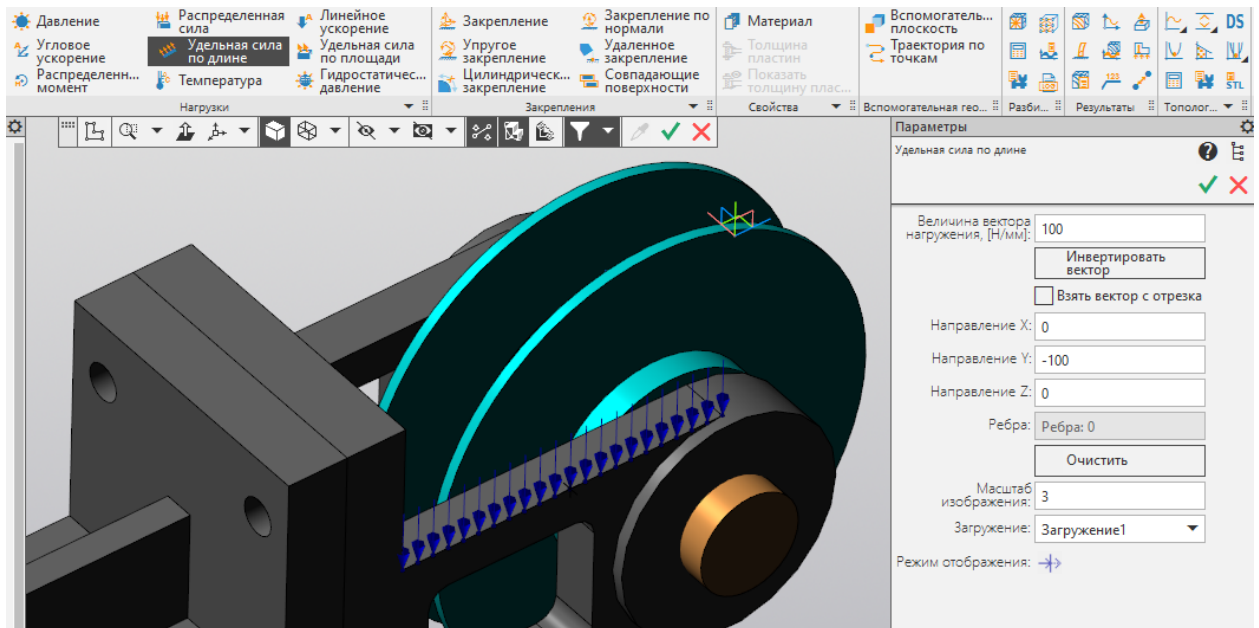 Давление
Распределенная сила
Линейное ускорение
Угловое ускорение
Удельная сила по длине
Удельная сила по площади
Распределенн... момент
Температура
Гидростатичес... давление
Нагрузки
Закрепление
Закрепление по нормали
Упругое закрепление
Удаленное закрепление
Цилиндрическ... закрепление
Совпадающие поверхности
Закрепления
Материал
Толщина пластин
Показать толщину плас...
Свойства
Вспомогатель... плоскость
Траектория по точкам
Вспомогательная гео...
Разби...
123
Результаты
DS
STL
Тополог...
Параметры
Удельная сила по длине
Величина вектора нагружения, [Н/мм]: 100
Инвертировать вектор
Взять вектор с отрезка
Направление X: 0
Направление Y: -100
Направление Z: 0
Ребра: Ребра: 0
Очистить
Масштаб изображения: 3
Загружение: Загружение1
Режим отображения: